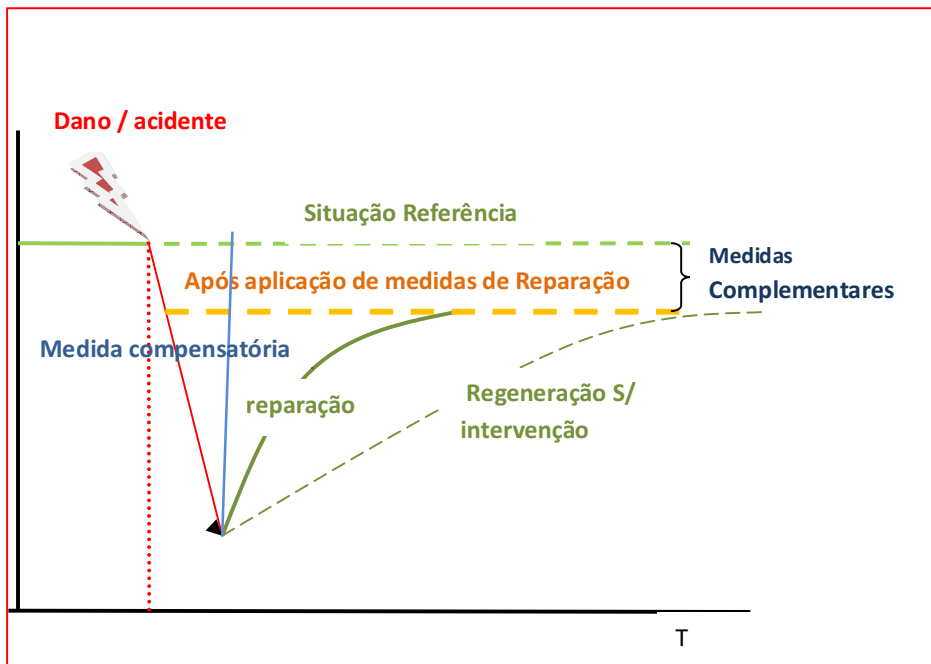 Dano / acidente
Situação Referência
Medidas
Complementares
Após aplicação de medidas de Reparação
Medida compensatória
reparação
Regeneração S/
intervenção
T